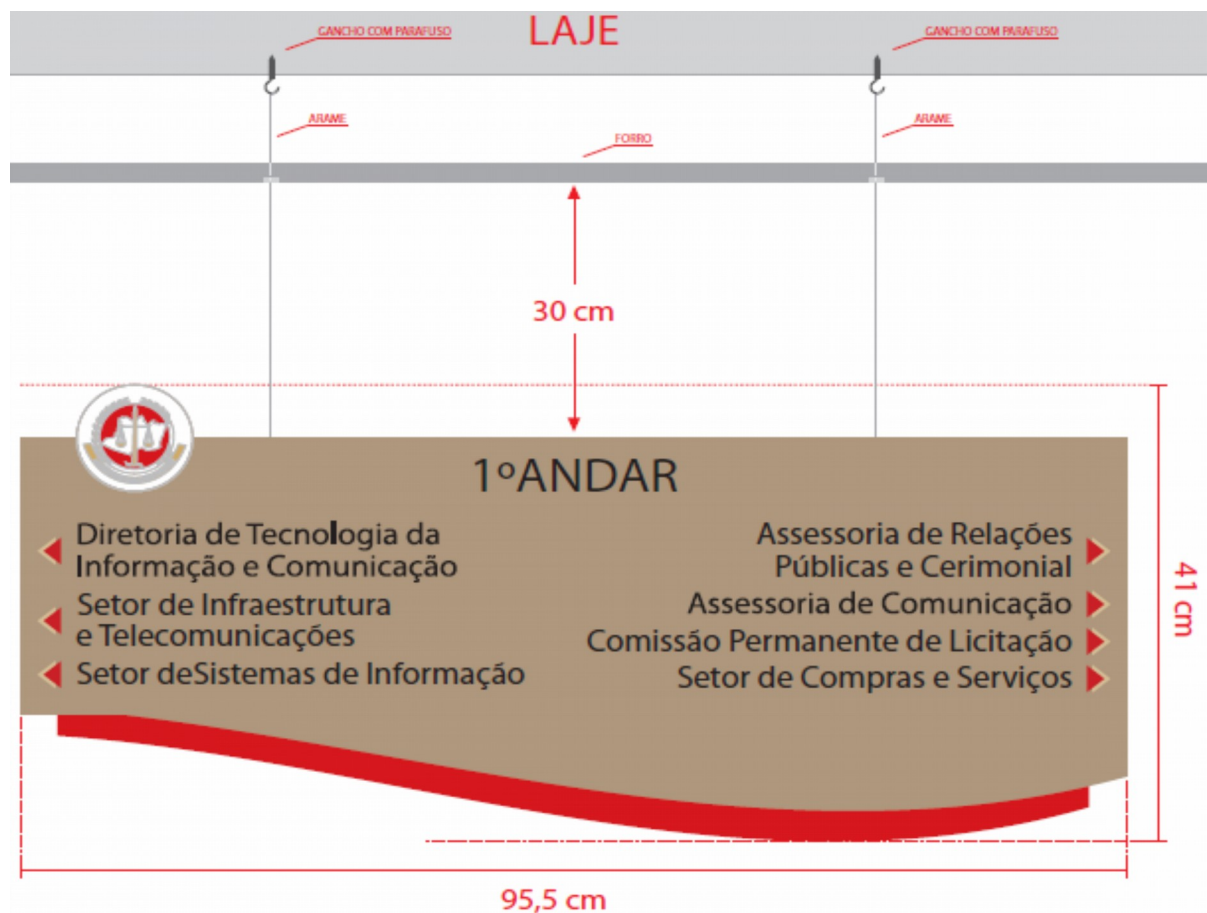 GANCHO COM PARAFUSO
LAJE
GANCHO COM PARAFUSO
ARAME
ARAME
FORRO
30 cm
1ºANDAR
Diretoria de Tecnologia da
Informação e Comunicação
Setor de Infraestrutura
e Telecomunicações
Setor deSistemas de Informação
Assessoria de Relações
Públicas e Cerimonial
Assessoria de Comunicação
Comissão Permanente de Licitação
Setor de Compras e Serviços
41 cm
95,5 cm